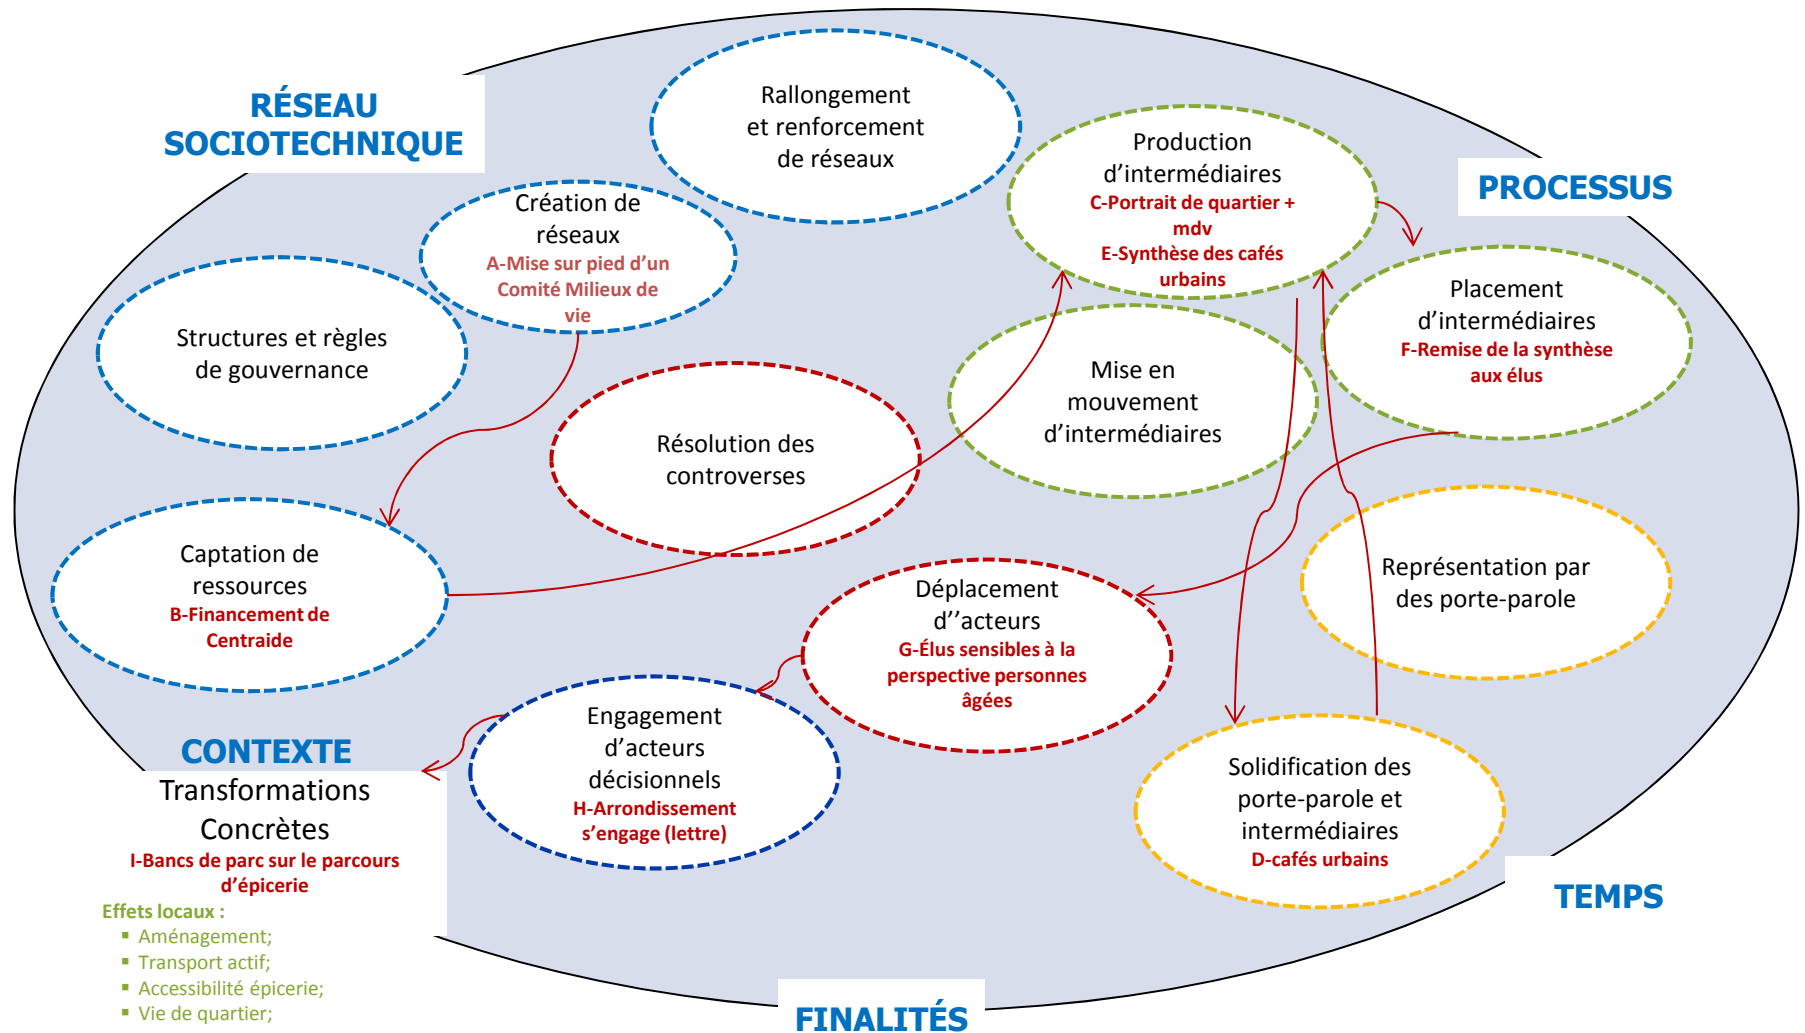 RÉSEAU
SOCIOTECHNIQUE
Rallongement
et renforcement
de réseaux
Production
d’intermédiaires
C-Portrait de quartier +
mdv
E-Synthèse des cafés
urbains
PROCESSUS
Création de
réseaux
A-Mise sur pied d’un
Comité Milieux de
vie
Placement
d’intermédiaires
F-Remise de la synthèse
aux élus
Structures et règles
de gouvernance
Mise en
mouvement
d’intermédiaires
Résolution des
controverses
Captation de
ressources
B-Financement de
Centraide
Représentation par
des porte-parole
Déplacement
d’’acteurs
G-Élus sensibles à la
perspective personnes
âgées
Engagement
d’acteurs
décisionnels
H-Arrondissement
s’engage (lettre)
Solidification des
porte-parole et
intermédiaires
D-cafés urbains
CONTEXTE
Transformations
Concrètes
I-Bancs de parc sur le parcours
d’épicerie
Effets locaux :
▪ Aménagement;
▪ Transport actif;
▪ Accessibilité épicerie;
▪ Vie de quartier;
TEMPS
FINALITÉS